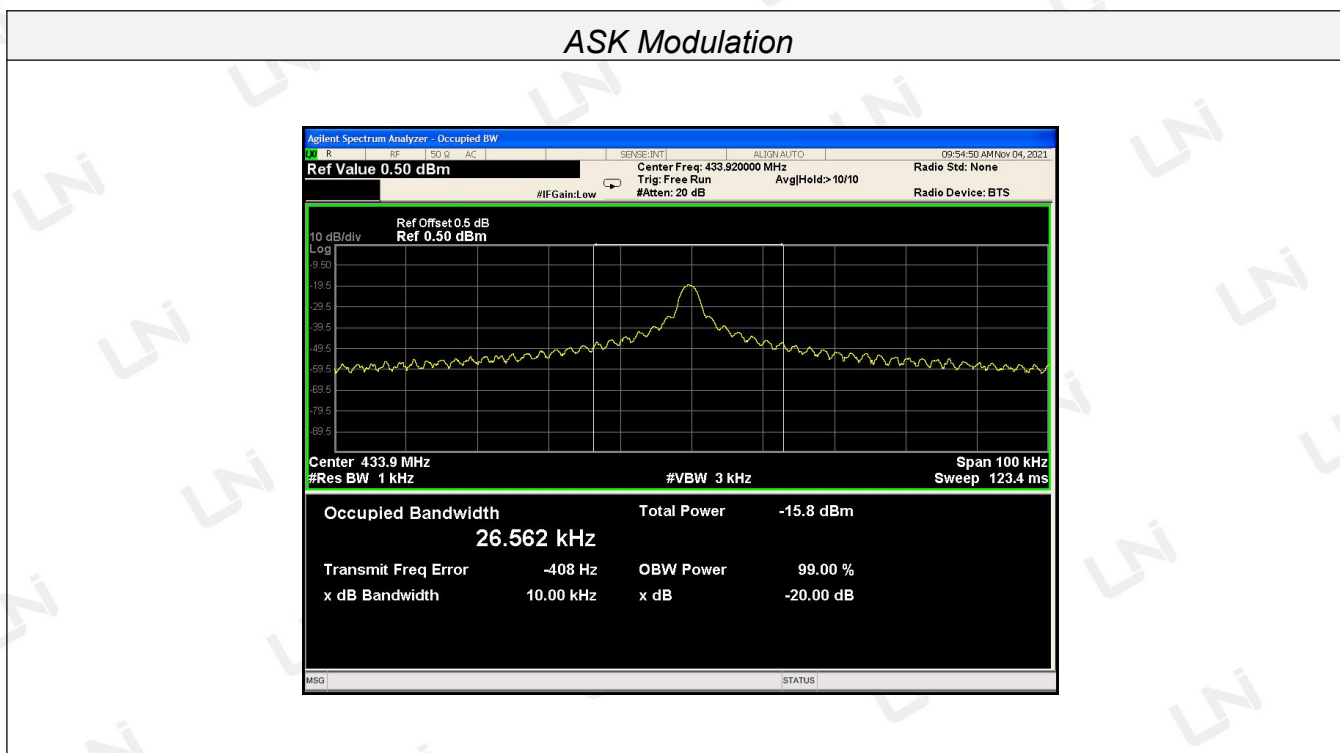 ASK Modulation
Agilent Spectrum Analyzer - Occupied BW
LXI R RF 50 Ω AC SENSE:INT ALIGN AUTO 09:54:50 AM Nov 04, 2021
Ref Value 0.50 dBm Center Freq: 433.920000 MHz Radio Std: None
Trig: Free Run Avg|Hold:> 10/10
#IFGain:Low #Atten: 20 dB Radio Device: BTS
Ref Offset 0.5 dB
10 dB/div Ref 0.50 dBm
Log
-9.50
-19.5
-29.5
-39.5
-49.5
-59.5
-69.5
-79.5
-89.5
Center 433.9 MHz Span 100 kHz
#Res BW 1 kHz #VBW 3 kHz Sweep 123.4 ms
Occupied Bandwidth Total Power -15.8 dBm
26.562 kHz
Transmit Freq Error -408 Hz OBW Power 99.00 %
x dB Bandwidth 10.00 kHz x dB -20.00 dB
MSG STATUS